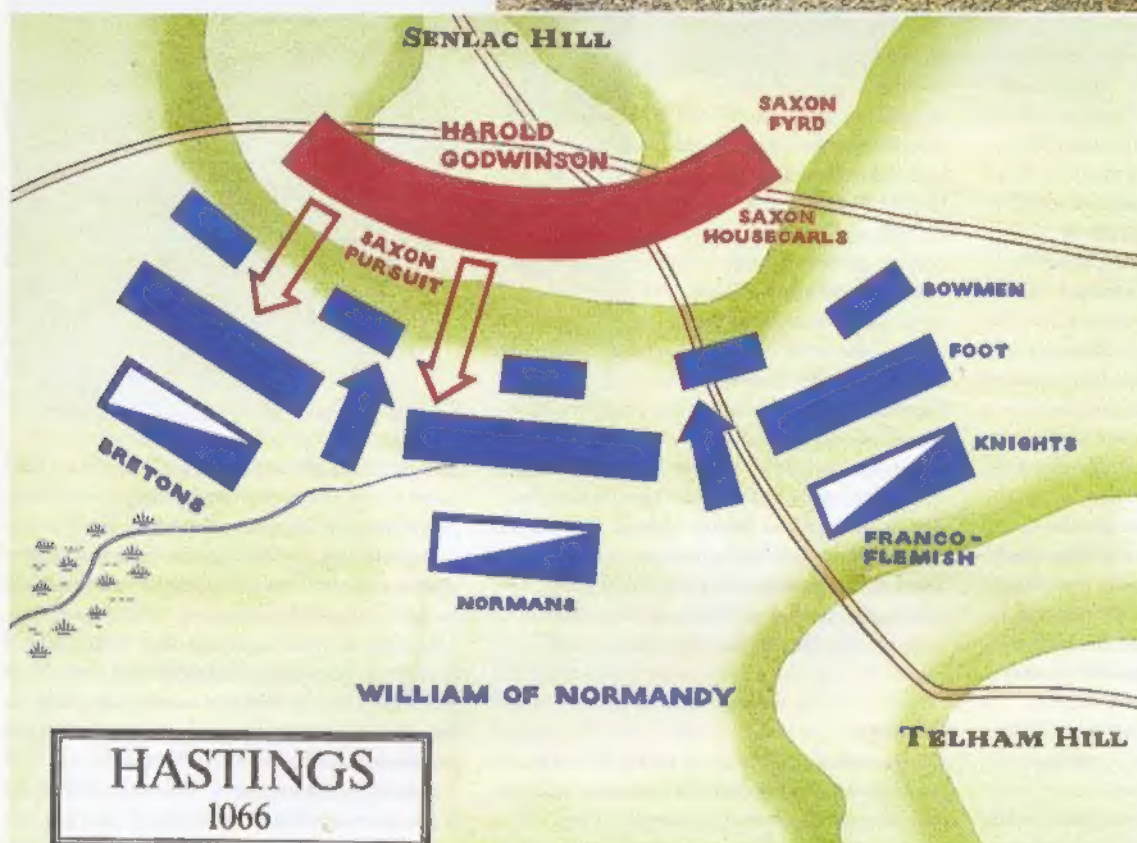 SENLAC HILL
SAXON
FYRD
HAROLD
GODWINSON
SAXON
HOUSECARLS
SAXON
PURSUIT
BOWMEN
FOOT
KNIGHTS
BRETONS
FRANCO-
FLEMISH
NORMANS
WILLIAM OF NORMANDY
TELHAM HILL
HASTINGS
1066